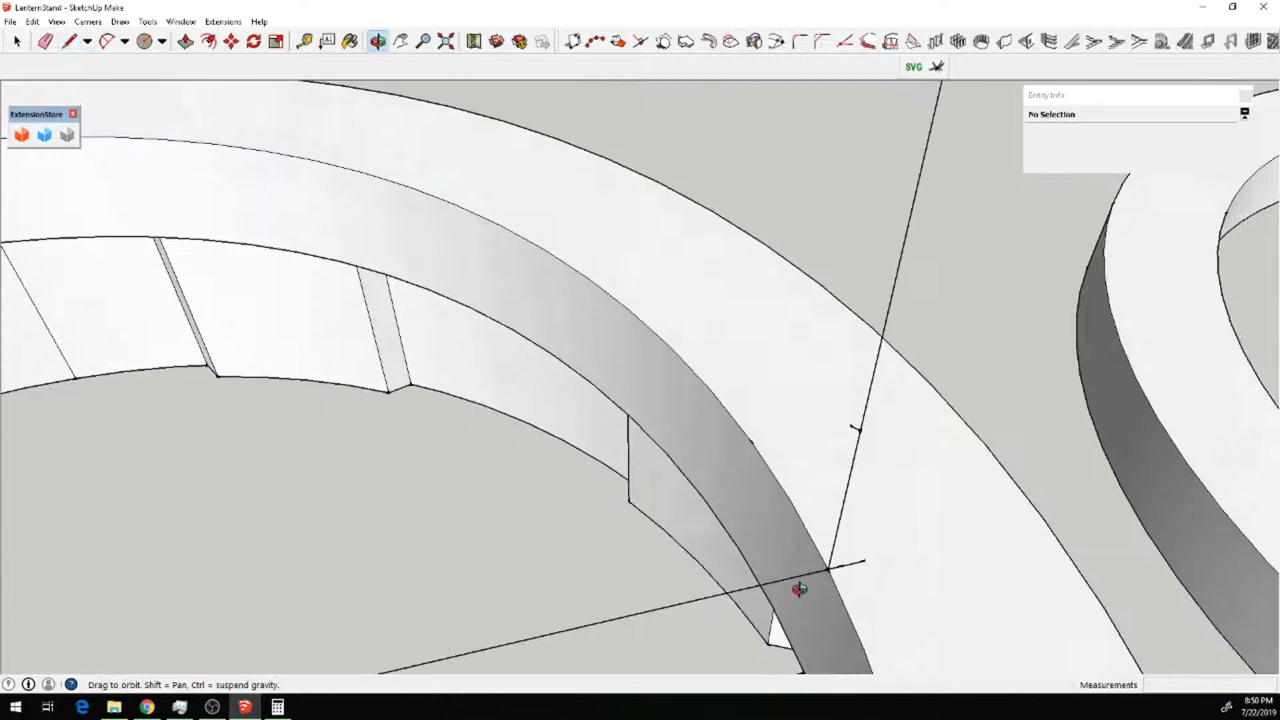 LanternStand - SketchUp Make
File Edit View Camera Draw Tools Window Extensions Help
SVG
ExtensionStore
Entity Info
No Selection
Drag to orbit. Shift = Pan, Ctrl = suspend gravity.
Measurements
8:50 PM
7/22/2019